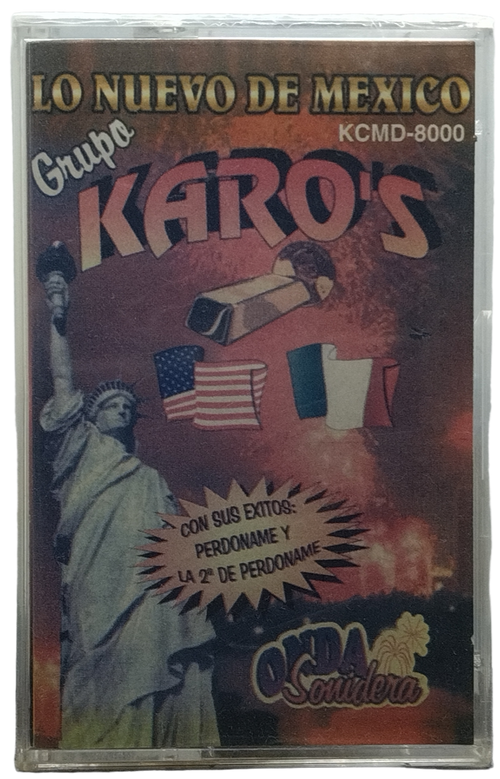 LO NUEVO DE MEXICO
KCMD-8000
Grupo
KARO'S
CON SUS EXITOS:
PERDONAME Y
LA 2ª DE PERDONAME
ONDA
Sonidera